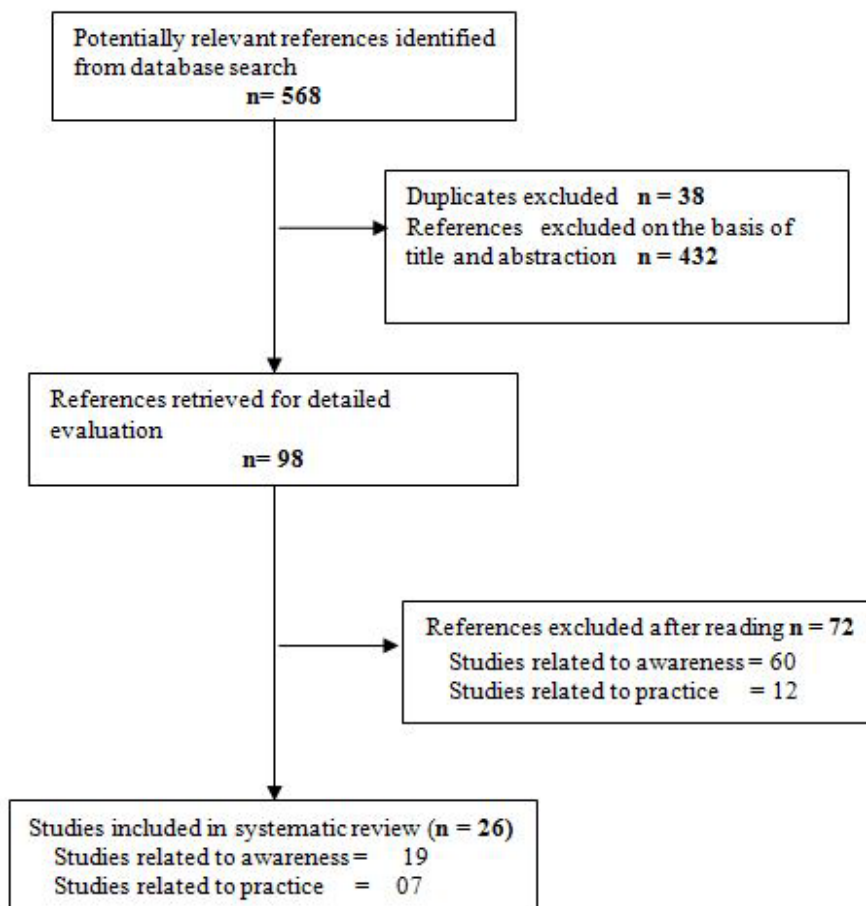 Potentially relevant references identified
from database search
n= 568
Duplicates excluded n = 38
References excluded on the basis of
title and abstraction n = 432
References retrieved for detailed
evaluation
n= 98
References excluded after reading n = 72
Studies related to awareness = 60
Studies related to practice = 12
Studies included in systematic review (n = 26)
Studies related to awareness = 19
Studies related to practice = 07